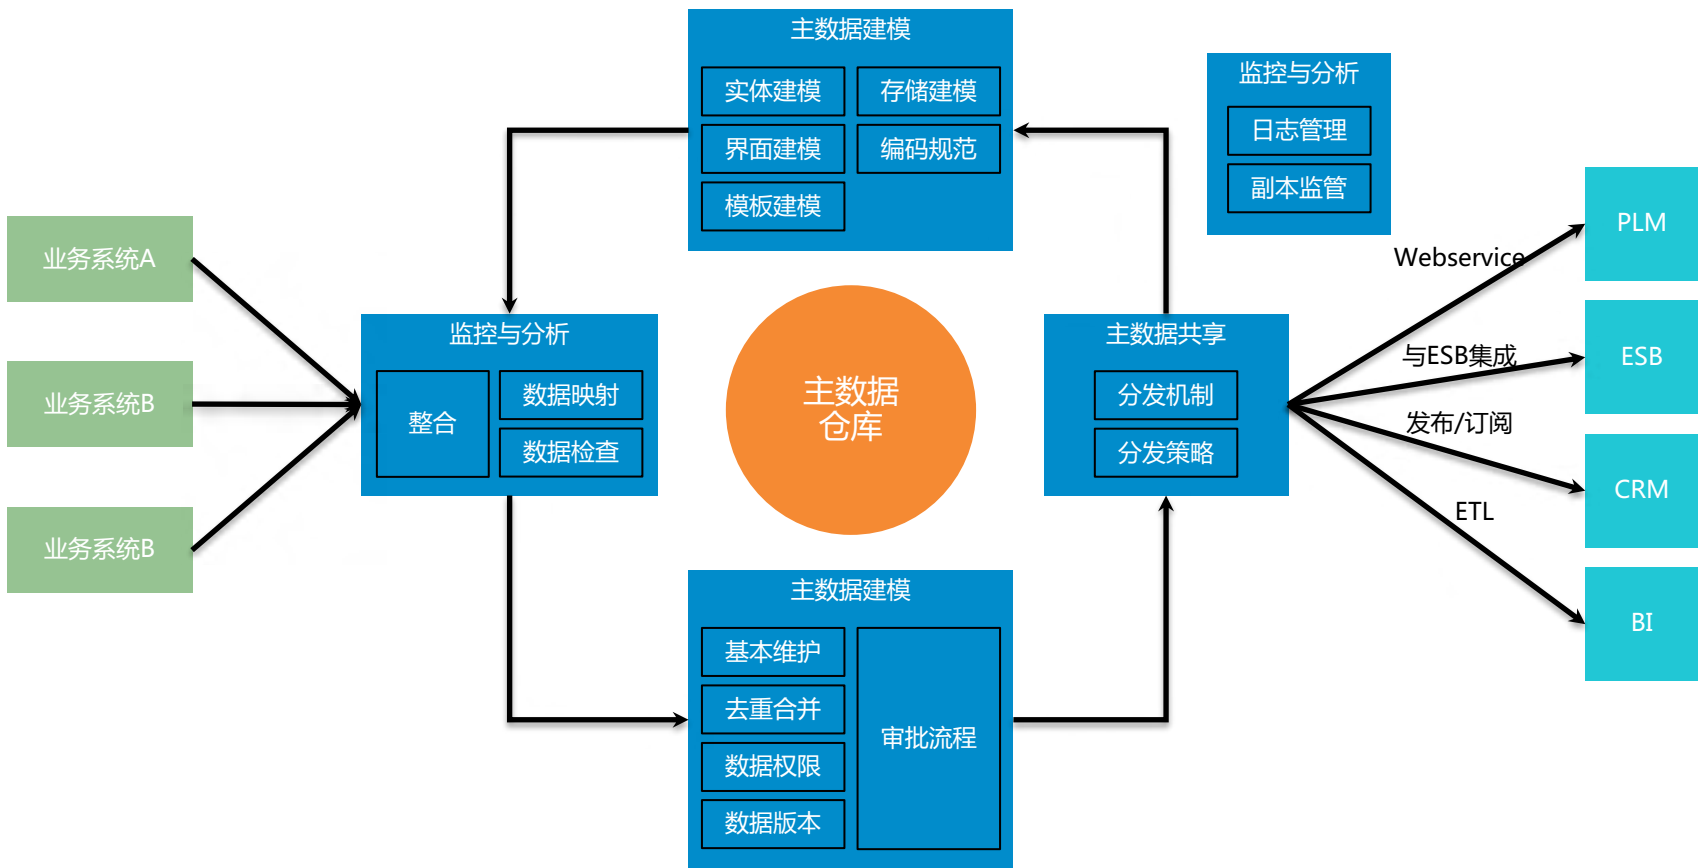 主数据建模
实体建模
存储建模
界面建模
编码规范
模板建模
监控与分析
日志管理
副本监管
业务系统A
业务系统B
业务系统B
监控与分析
整合
数据映射
数据检查
主数据
仓库
主数据共享
分发机制
分发策略
Webservice
与ESB集成
发布/订阅
ETL
PLM
ESB
CRM
BI
主数据建模
基本维护
去重合并
数据权限
数据版本
审批流程